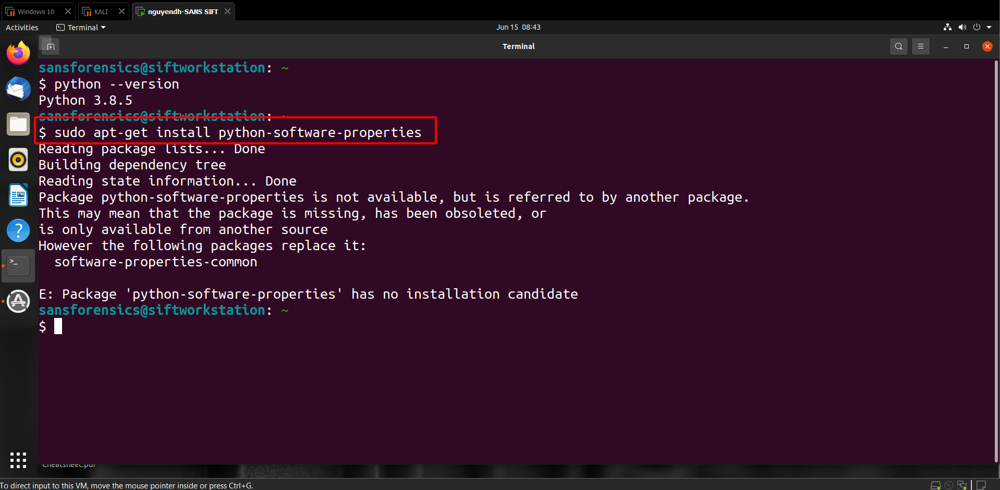 Windows 10
KALI
nguyendh-SANS SIFT
Activities
Terminal
Jun 15 08:43
Terminal
sansforensics@siftworkstation: ~
$ python --version
Python 3.8.5
sansforensics@siftworkstation: ~
$ sudo apt-get install python-software-properties
Reading package lists... Done
Building dependency tree
Reading state information... Done
Package python-software-properties is not available, but is referred to by another package.
This may mean that the package is missing, has been obsoleted, or
is only available from another source
However the following packages replace it:
  software-properties-common
E: Package 'python-software-properties' has no installation candidate
sansforensics@siftworkstation: ~
$
Cheatsheet.pdf
To direct input to this VM, move the mouse pointer inside or press Ctrl+G.